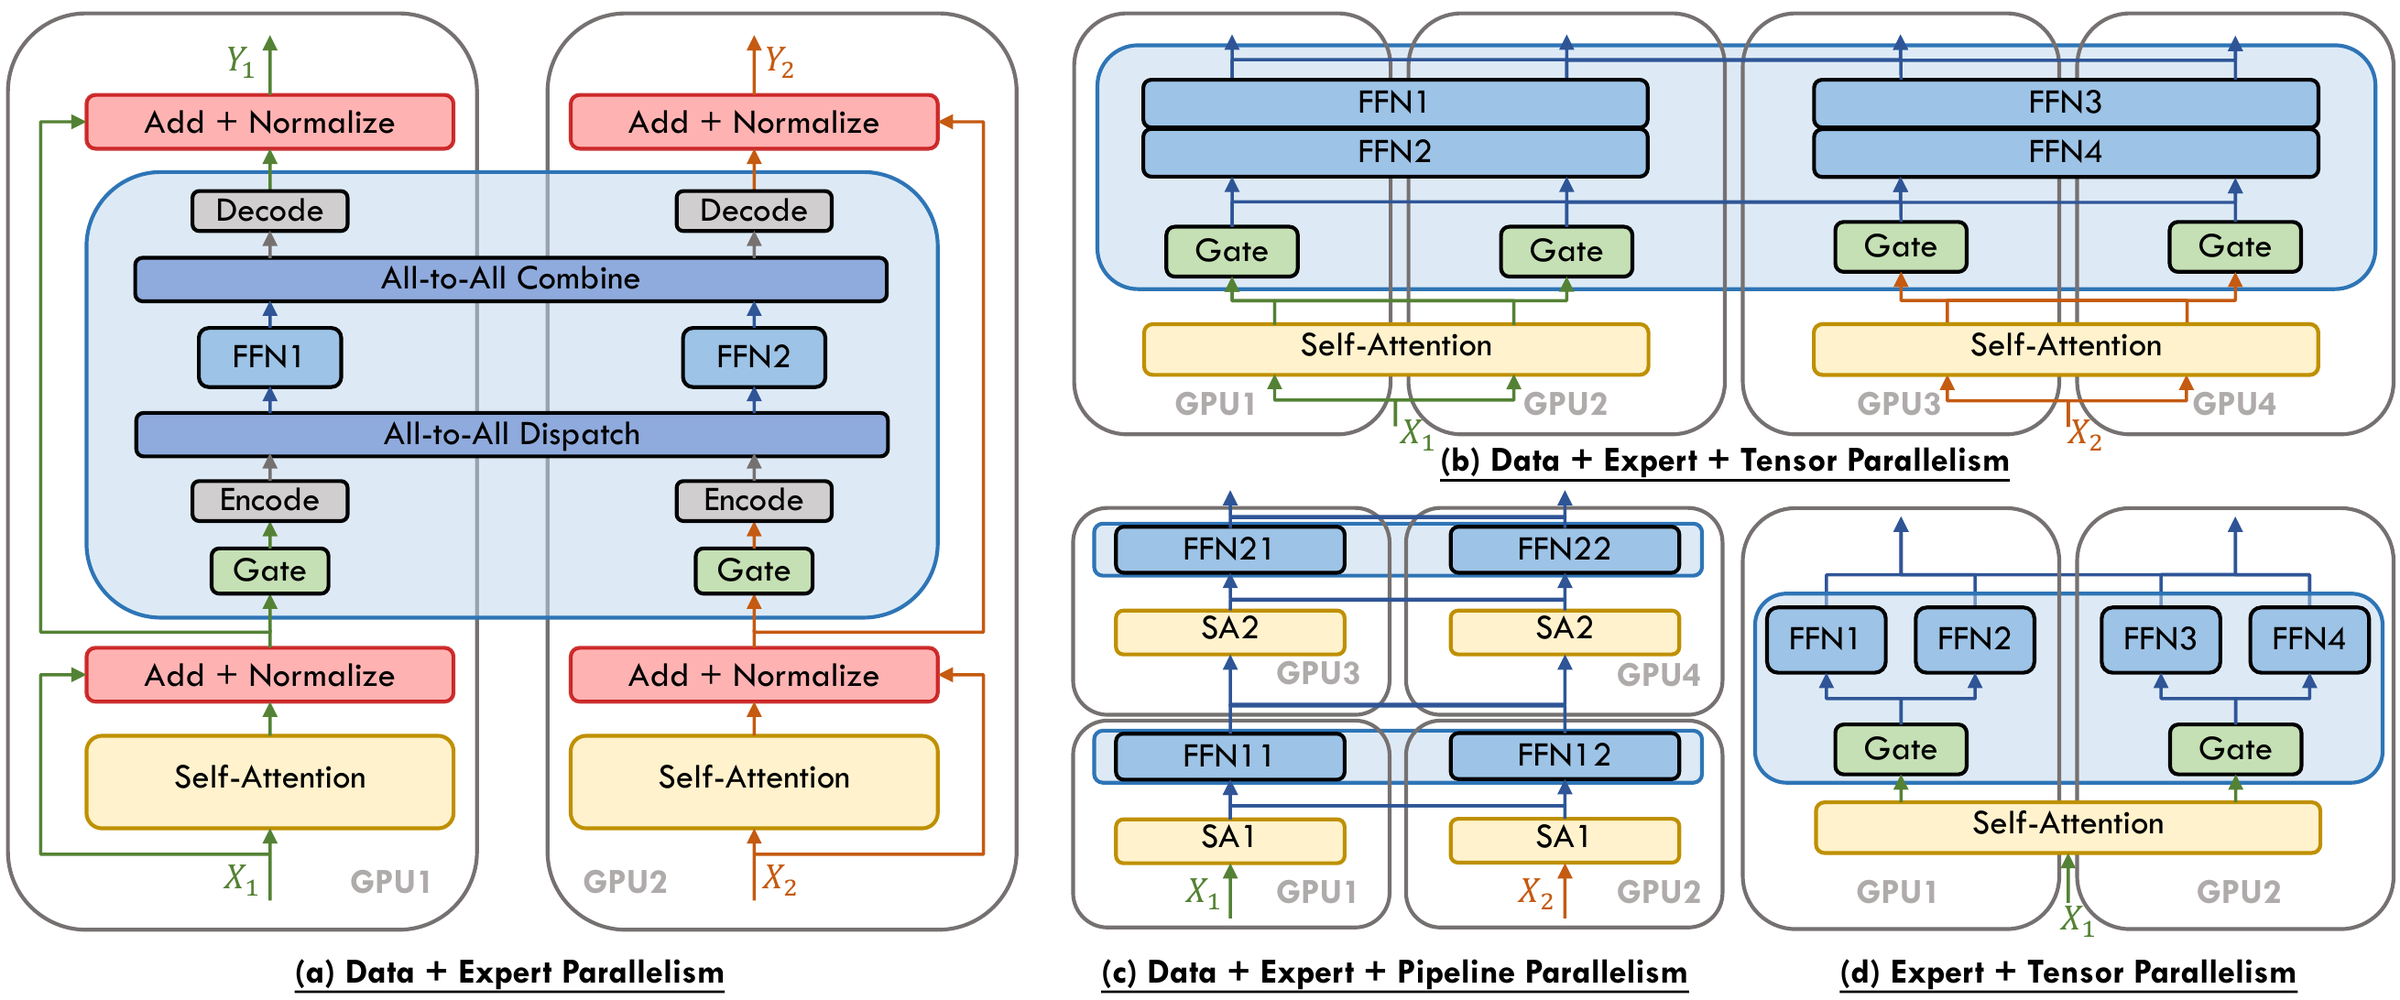 Y1
Add + Normalize
Decode
All-to-All Combine
FFN1
All-to-All Dispatch
Encode
Gate
Add + Normalize
Self-Attention
X1
GPU1
Y2
Add + Normalize
Decode
FFN2
Encode
Gate
Add + Normalize
Self-Attention
GPU2
X2
(a) Data + Expert Parallelism
FFN1
FFN2
Gate
Gate
Self-Attention
GPU1
GPU2
X1
FFN3
FFN4
Gate
Gate
Self-Attention
GPU3
GPU4
X2
(b) Data + Expert + Tensor Parallelism
FFN21
FFN22
SA2
SA2
GPU3
GPU4
FFN11
FFN12
SA1
SA1
X1
GPU1
X2
GPU2
(c) Data + Expert + Pipeline Parallelism
FFN1
FFN2
FFN3
FFN4
Gate
Gate
Self-Attention
GPU1
GPU2
X1
(d) Expert + Tensor Parallelism